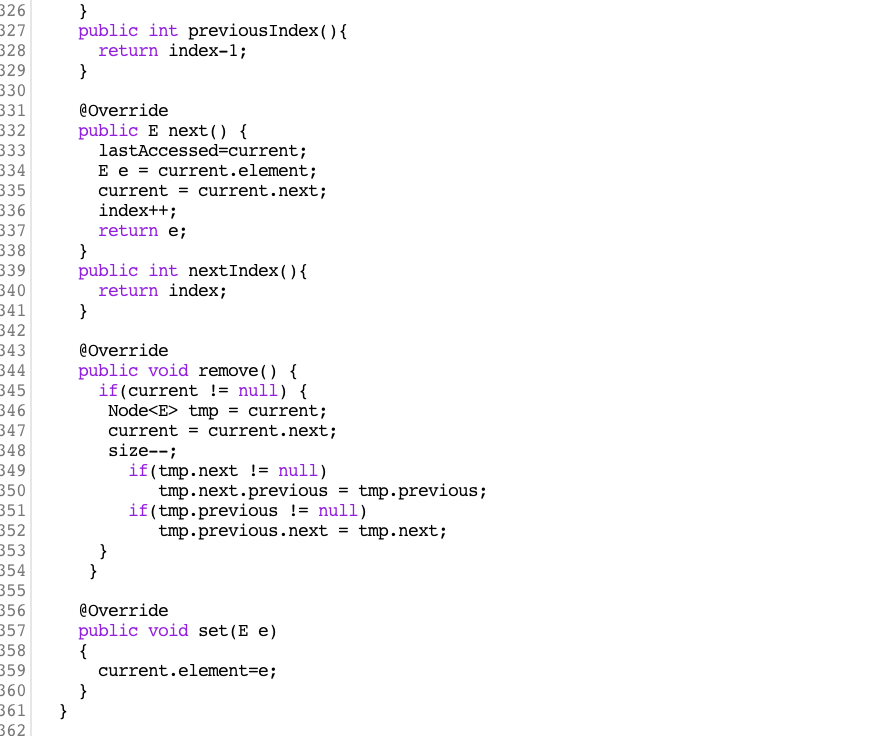 326     }
327     public int previousIndex(){
328       return index-1;
329     }
330
331     @Override
332     public E next() {
333       lastAccessed=current;
334       E e = current.element;
335       current = current.next;
336       index++;
337       return e;
338     }
339     public int nextIndex(){
340       return index;
341     }
342
343     @Override
344     public void remove() {
345       if(current != null) {
346        Node<E> tmp = current;
347        current = current.next;
348        size--;
349          if(tmp.next != null)
350             tmp.next.previous = tmp.previous;
351          if(tmp.previous != null)
352             tmp.previous.next = tmp.next;
353       }
354      }
355
356     @Override
357     public void set(E e)
358     {
359       current.element=e;
360     }
361   }
362